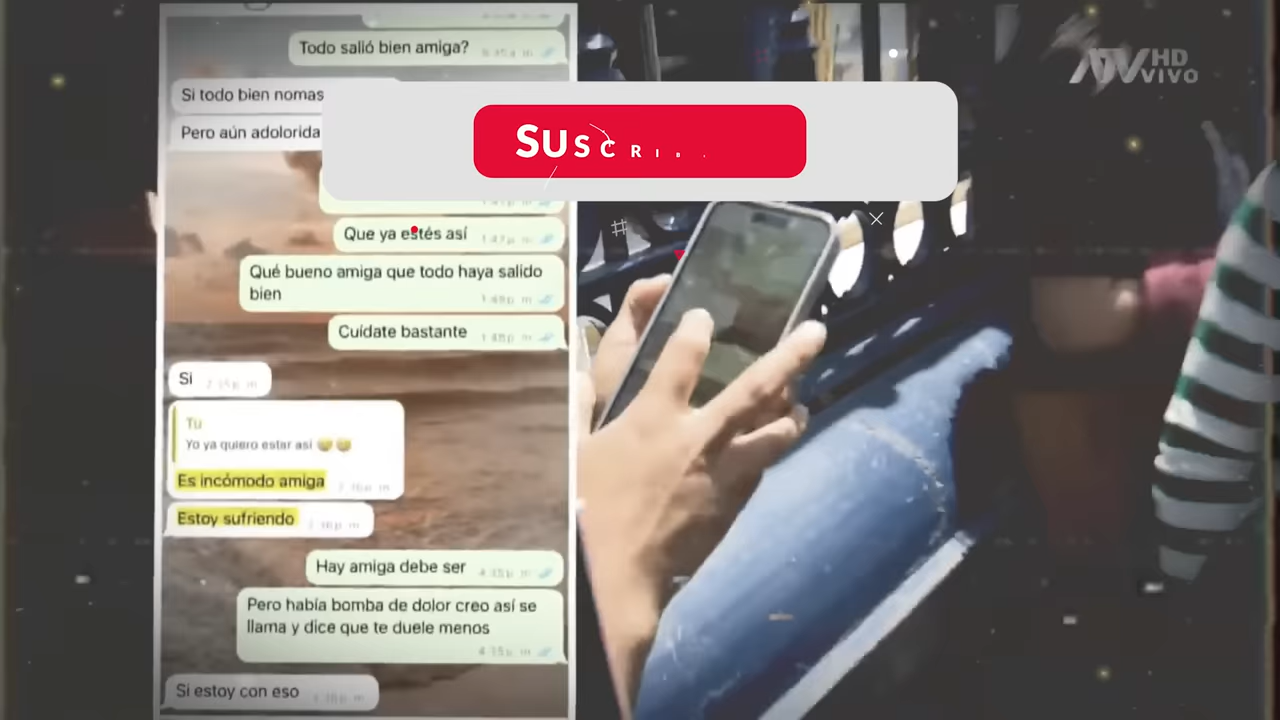 Todo salió bien amiga?
Si todo bien nomas
Pero aún adolorida
Que ya estés así
Qué bueno amiga que todo haya salido
bien
Cuídate bastante
Si
Tu
Yo ya quiero estar así
Es incómodo amiga
Estoy sufriendo
Hay amiga debe ser
Pero había bomba de dolor creo así se
llama y dice que te duele menos
4:35 p. m.
Si estoy con eso
SUSCRI
ATV HD
VIVO
#